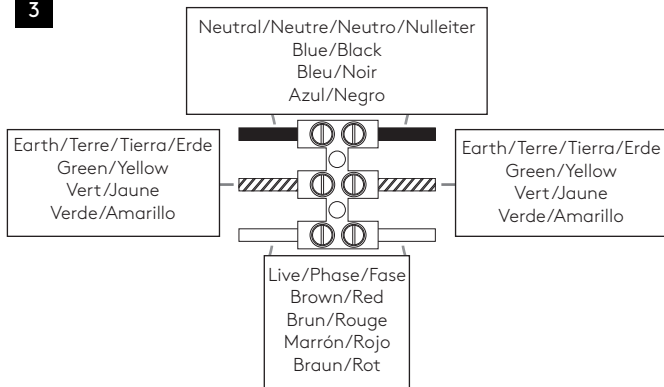 3
Neutral/Neutre/Neutro/Nulleiter
Blue/Black
Bleu/Noir
Azul/Negro
Earth/Terre/Tierra/Erde
Green/Yellow
Vert/Jaune
Verde/Amarillo
Earth/Terre/Tierra/Erde
Green/Yellow
Vert/Jaune
Verde/Amarillo
Live/Phase/Fase
Brown/Red
Brun/Rouge
Marrón/Rojo
Braun/Rot